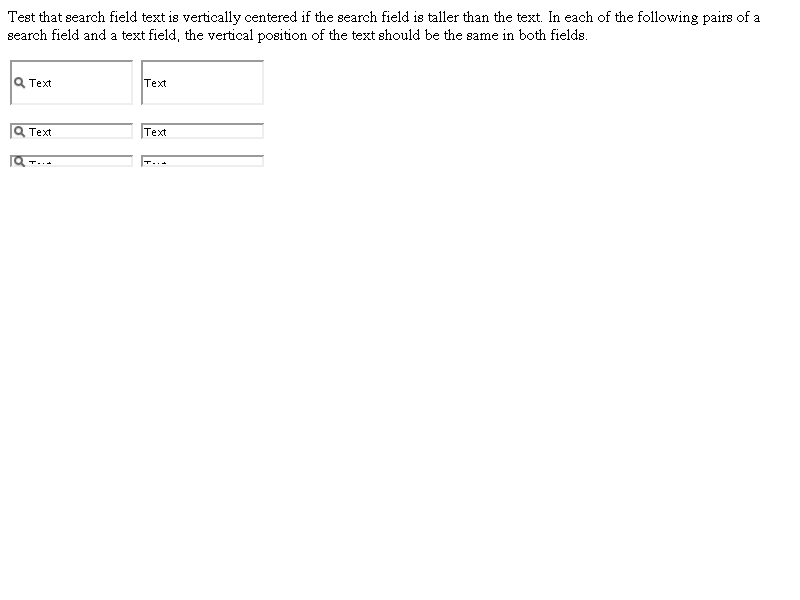 Test that search field text is vertically centered if the search field is taller than the text. In each of the following pairs of a
search field and a text field, the vertical position of the text should be the same in both fields.
Text Text
Text Text